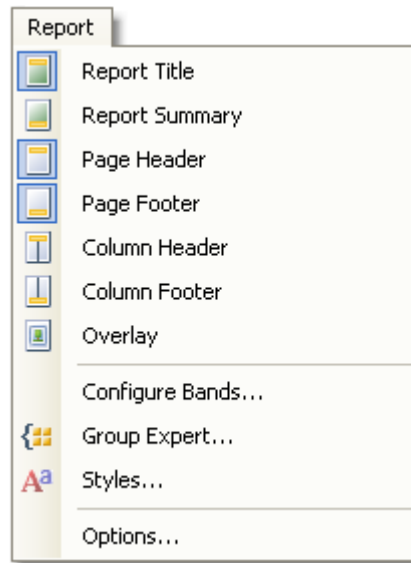 Report
Report Title
Report Summary
Page Header
Page Footer
Column Header
Column Footer
Overlay
Configure Bands...
Group Expert...
Styles...
Options...